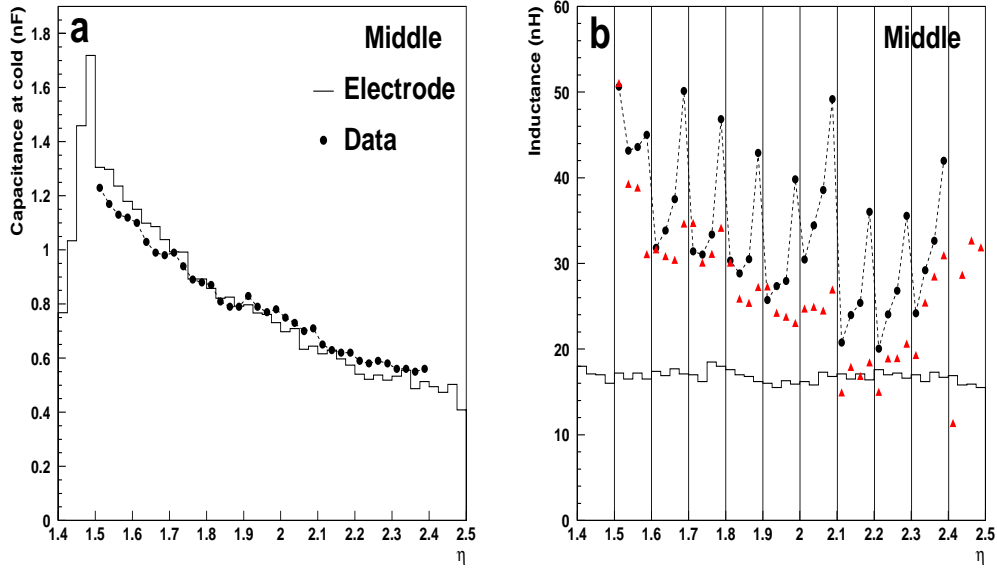 a
Middle
Electrode
Data
Capacitance at cold (nF)
1.8
1.6
1.4
1.2
1
0.8
0.6
0.4
0.2
0
1.4 1.5 1.6 1.7 1.8 1.9 2 2.1 2.2 2.3 2.4 2.5
η
b
Middle
Inductance (nH)
60
50
40
30
20
10
0
1.4 1.5 1.6 1.7 1.8 1.9 2 2.1 2.2 2.3 2.4 2.5
η